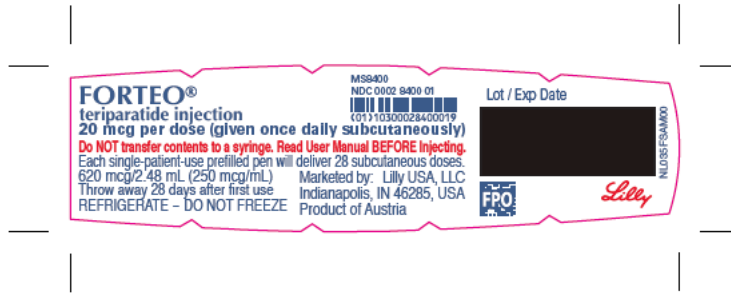 FORTEO®
teriparatide injection
20 mcg per dose (given once daily subcutaneously)
Do NOT transfer contents to a syringe. Read User Manual BEFORE Injecting.
Each single-patient-use prefilled pen will deliver 28 subcutaneous doses.
620 mcg/2.48 mL (250 mcg/mL)
Throw away 28 days after first use
REFRIGERATE – DO NOT FREEZE
MS8400
NDC 0002 8400 01
(01)10300028400019
Marketed by: Lilly USA, LLC
Indianapolis, IN 46285, USA
Product of Austria
Lot / Exp Date
FPO
Lilly
NL035FSAM00